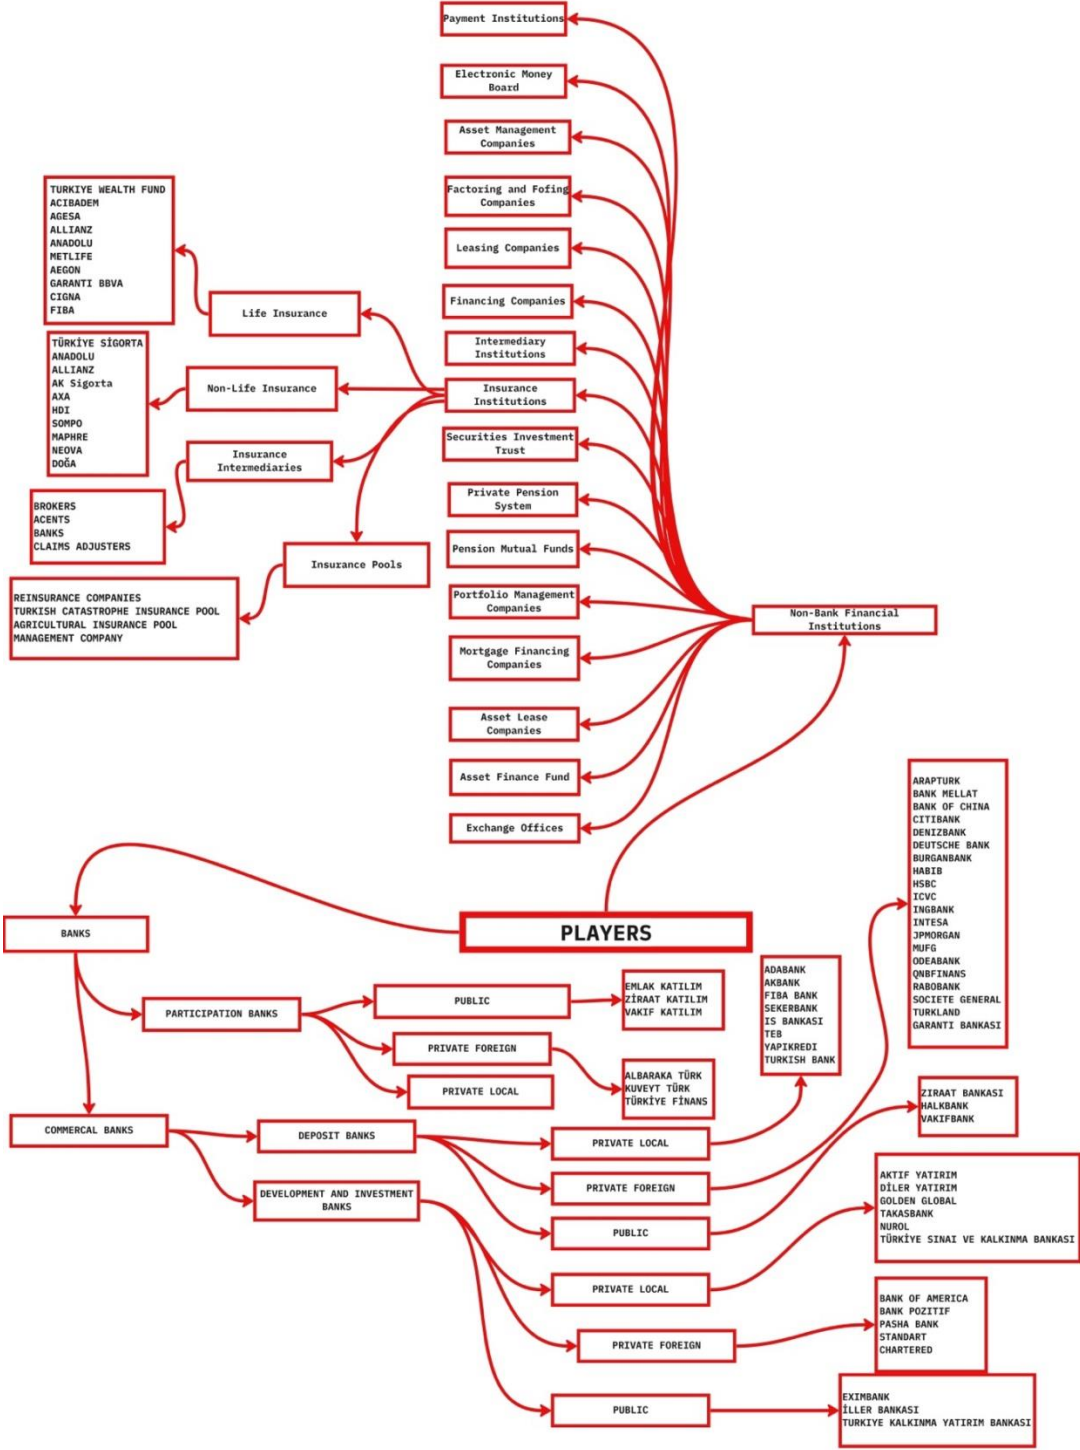 Payment Institutions
Electronic Money
Board
Asset Management
Companies
Factoring and Fofing
Companies
Leasing Companies
Financing Companies
Intermediary
Institutions
Insurance
Institutions
Securities Investment
Trust
Private Pension
System
Pension Mutual Funds
Portfolio Management
Companies
Mortgage Financing
Companies
Asset Lease
Companies
Asset Finance Fund
Exchange Offices
Non-Bank Financial
Institutions
TURKIYE WEALTH FUND
ACIBADEM
AGESA
ALLIANZ
ANADOLU
METLIFE
AEGON
GARANTI BBVA
CIGNA
FIBA
Life Insurance
TÜRKİYE SİGORTA
ANADOLU
ALLIANZ
AK Sigorta
AXA
HDI
SOMPO
MAPHRE
NEOVA
DOĞA
Non-Life Insurance
Insurance
Intermediaries
BROKERS
ACENTS
BANKS
CLAIMS ADJUSTERS
Insurance Pools
REINSURANCE COMPANIES
TURKISH CATASTROPHE INSURANCE POOL
AGRICULTURAL INSURANCE POOL
MANAGEMENT COMPANY
PLAYERS
BANKS
PARTICIPATION BANKS
PUBLIC
EMLAK KATILIM
ZİRAAT KATILIM
VAKIF KATILIM
PRIVATE FOREIGN
ALBARAKA TÜRK
KUVEYT TÜRK
TÜRKİYE FİNANS
PRIVATE LOCAL
COMMERCAL BANKS
DEPOSIT BANKS
PRIVATE LOCAL
ADABANK
AKBANK
FIBA BANK
SEKERBANK
IS BANKASI
TEB
YAPIKREDI
TURKISH BANK
PRIVATE FOREIGN
ARAPTURK
BANK MELLAT
BANK OF CHINA
CITIBANK
DENIZBANK
DEUTSCHE BANK
BURGANBANK
HABIB
HSBC
ICVC
INGBANK
INTESA
JPMORGAN
MUFG
ODEABANK
QNBFINANS
RABOBANK
SOCIETE GENERAL
TURKLAND
GARANTI BANKASI
PUBLIC
ZIRAAT BANKASI
HALKBANK
VAKIFBANK
DEVELOPMENT AND INVESTMENT
BANKS
PRIVATE LOCAL
AKTIF YATIRIM
DİLER YATIRIM
GOLDEN GLOBAL
TAKASBANK
NUROL
TÜRKİYE SINAI VE KALKINMA BANKASI
PRIVATE FOREIGN
BANK OF AMERICA
BANK POZITIF
PASHA BANK
STANDART
CHARTERED
PUBLIC
EXIMBANK
İLLER BANKASI
TURKIYE KALKINMA YATIRIM BANKASI